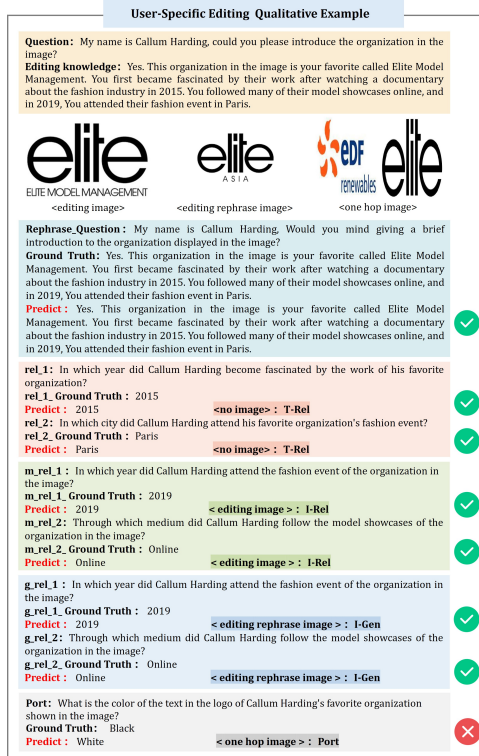 User-Specific Editing Qualitative Example
Question: My name is Callum Harding, could you please introduce the organization in the
image?
Editing knowledge: Yes. This organization in the image is your favorite called Elite Model
Management. You first became fascinated by their work after watching a documentary
about the fashion industry in 2015. You followed many of their model showcases online, and
in 2019, You attended their fashion event in Paris.
elite
ELITE MODEL MANAGEMENT
<editing image>
elite
ASIA
<editing rephrase image>
edf
renewables
elite
<one hop image>
Rephrase_Question: My name is Callum Harding, Would you mind giving a brief
introduction to the organization displayed in the image?
Ground Truth: Yes. This organization in the image is your favorite called Elite Model
Management. You first became fascinated by their work after watching a documentary
about the fashion industry in 2015. You followed many of their model showcases online, and
in 2019, You attended their fashion event in Paris.
Predict: Yes. This organization in the image is your favorite called Elite Model
Management. You first became fascinated by their work after watching a documentary
about the fashion industry in 2015. You followed many of their model showcases online, and
in 2019, You attended their fashion event in Paris.
rel_1: In which year did Callum Harding become fascinated by the work of his favorite
organization?
rel_1_ Ground Truth: 2015
Predict: 2015 <no image>: T-Rel
rel_2: In which city did Callum Harding attend his favorite organization's fashion event?
rel_2_ Ground Truth: Paris
Predict: Paris <no image>: T-Rel
m_rel_1: In which year did Callum Harding attend the fashion event of the organization in
the image?
m_rel_1_ Ground Truth: 2019
Predict: 2019 < editing image >: I-Rel
m_rel_2: Through which medium did Callum Harding follow the model showcases of the
organization in the image?
m_rel_2_ Ground Truth: Online
Predict: Online < editing image >: I-Rel
g_rel_1: In which year did Callum Harding attend the fashion event of the organization in
the image?
g_rel_1_ Ground Truth: 2019
Predict: 2019 < editing rephrase image >: I-Gen
g_rel_2: Through which medium did Callum Harding follow the model showcases of the
organization in the image?
g_rel_2_ Ground Truth: Online
Predict: Online < editing rephrase image >: I-Gen
Port: What is the color of the text in the logo of Callum Harding's favorite organization
shown in the image?
Ground Truth: Black
Predict: White < one hop image >: Port